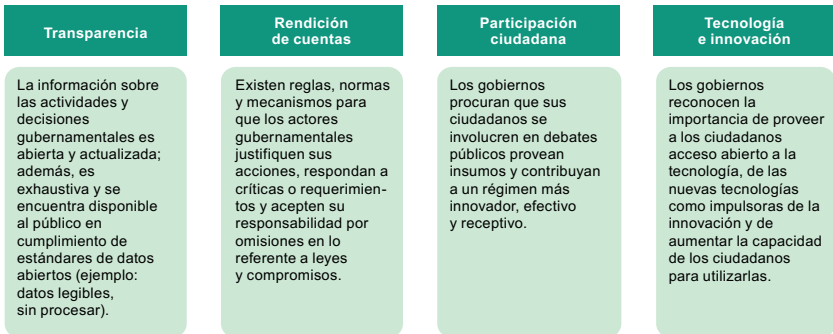 Transparencia
La información sobre
las actividades y
decisiones
gubernamentales es
abierta y actualizada;
además, es
exhaustiva y se
encuentra disponible
al público en
cumplimiento de
estándares de datos
abiertos (ejemplo:
datos legibles,
sin procesar).
Rendición
de cuentas
Existen reglas, normas
y mecanismos para
que los actores
gubernamentales
justifiquen sus
acciones, respondan a
críticas o requerimien-
tos y acepten su
responsabilidad por
omisiones en lo
referente a leyes
y compromisos.
Participación
ciudadana
Los gobiernos
procuran que sus
ciudadanos se
involucren en debates
públicos provean
insumos y contribuyan
a un régimen más
innovador, efectivo
y receptivo.
Tecnología
e innovación
Los gobiernos
reconocen la
importancia de proveer
a los ciudadanos
acceso abierto a la
tecnología, de las
nuevas tecnologías
como impulsoras de la
innovación y de
aumentar la capacidad
de los ciudadanos
para utilizarlas.